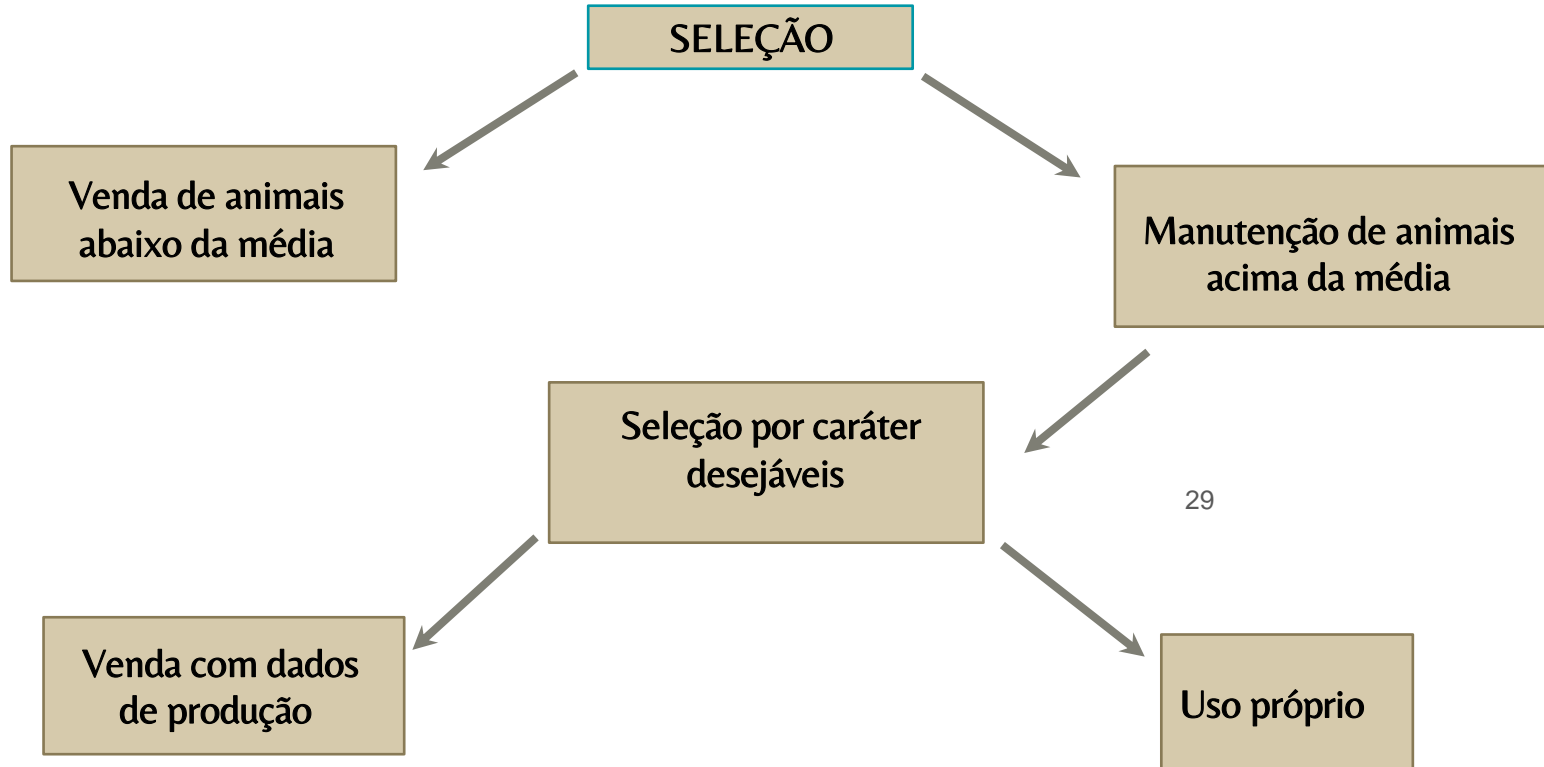 SELEÇÃO
Venda de animais
abaixo da média
Manutenção de animais
acima da média
Seleção por caráter
desejáveis
29
Venda com dados
de produção
Uso próprio